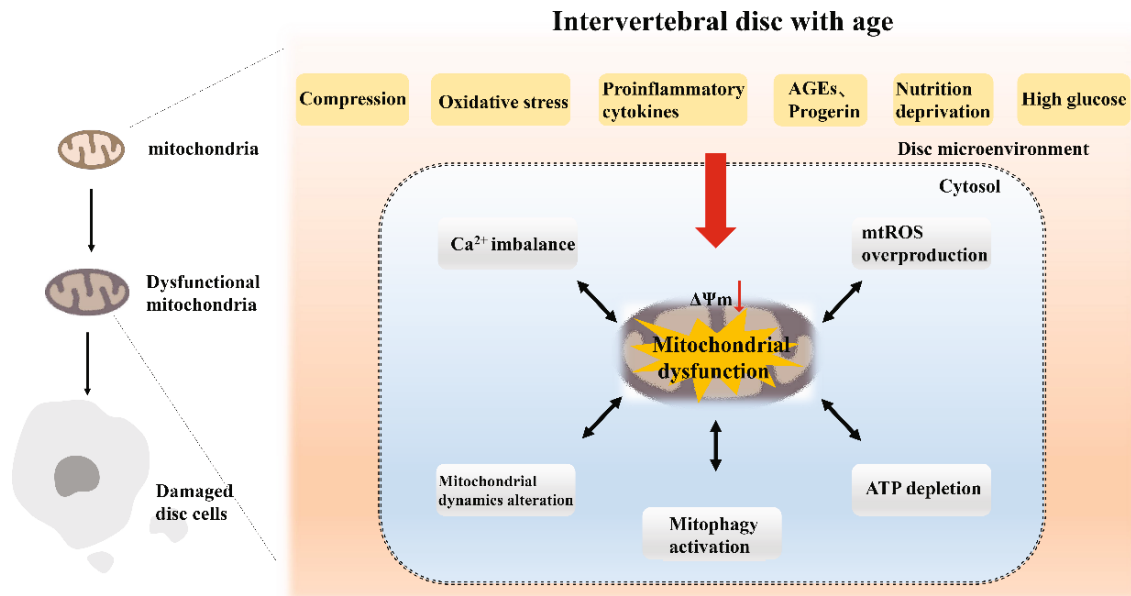 Intervertebral disc with age
Compression
Oxidative stress
Proinflammatory
cytokines
AGEs、
Progerin
Nutrition
deprivation
High glucose
Disc microenvironment
Cytosol
mitochondria
Dysfunctional
mitochondria
Damaged
disc cells
Ca²⁺ imbalance
mtROS
overproduction
ΔΨm
Mitochondrial
dysfunction
Mitochondrial
dynamics alteration
Mitophagy
activation
ATP depletion